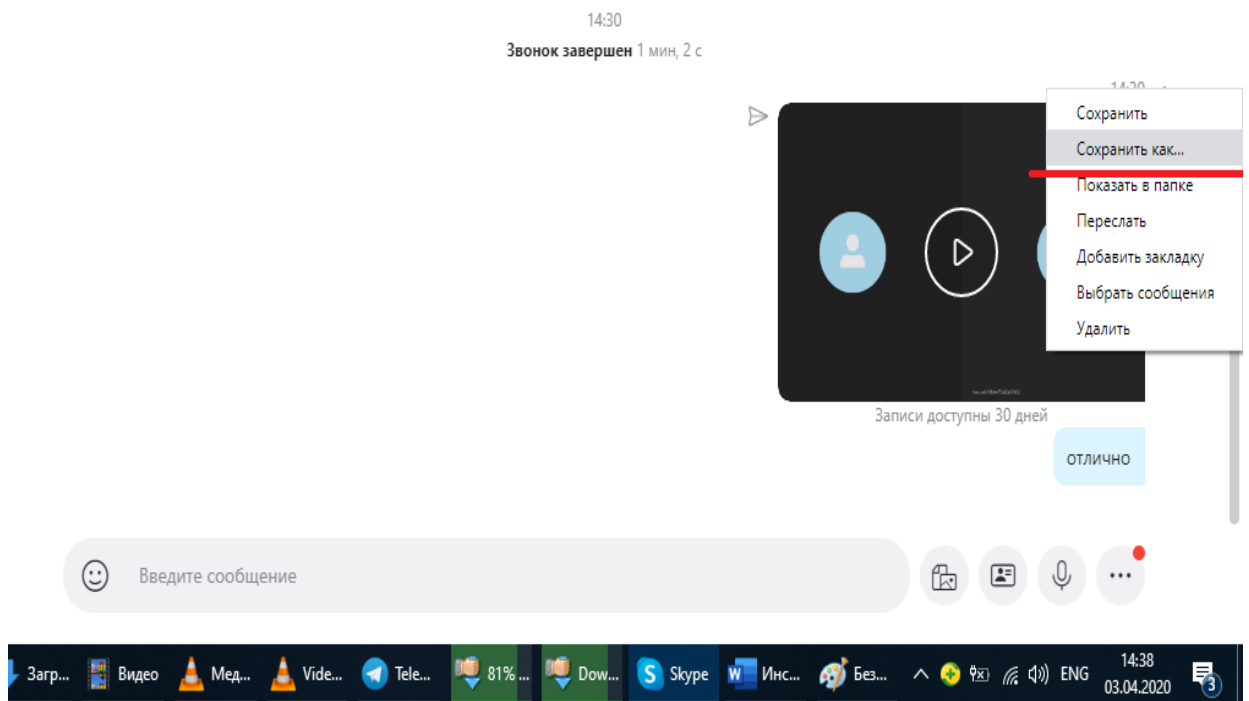 14:30
Звонок завершен 1 мин, 2 с
Сохранить
Сохранить как...
Показать в папке
Переслать
Добавить закладку
Выбрать сообщения
Удалить
Записи доступны 30 дней
отлично
Введите сообщение
Загр... Видео Мед... Vide... Tele... 81% ... Dow... Skype Инс... Без... ENG 14:38
03.04.2020 3